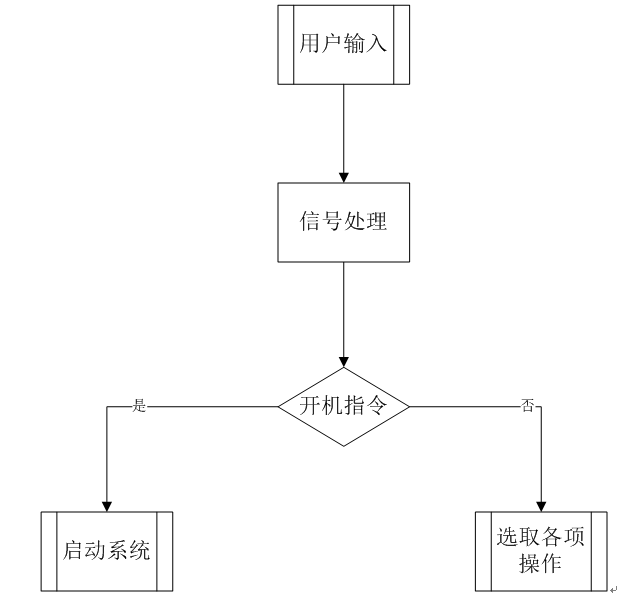 用户输入
信号处理
开机指令
是
否
启动系统
选取各项
操作